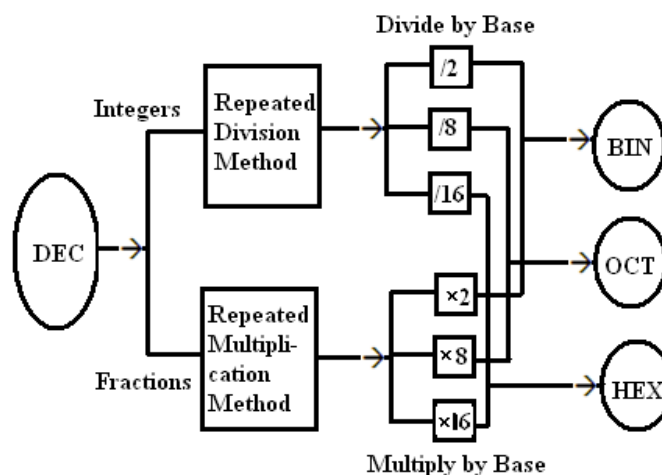 Divide by Base
/2
Integers
Repeated
Division
Method
/8
BIN
/16
DEC
OCT
×2
Repeated
Multipli-
cation
Method
×8
Fractions
HEX
×16
Multiply by Base